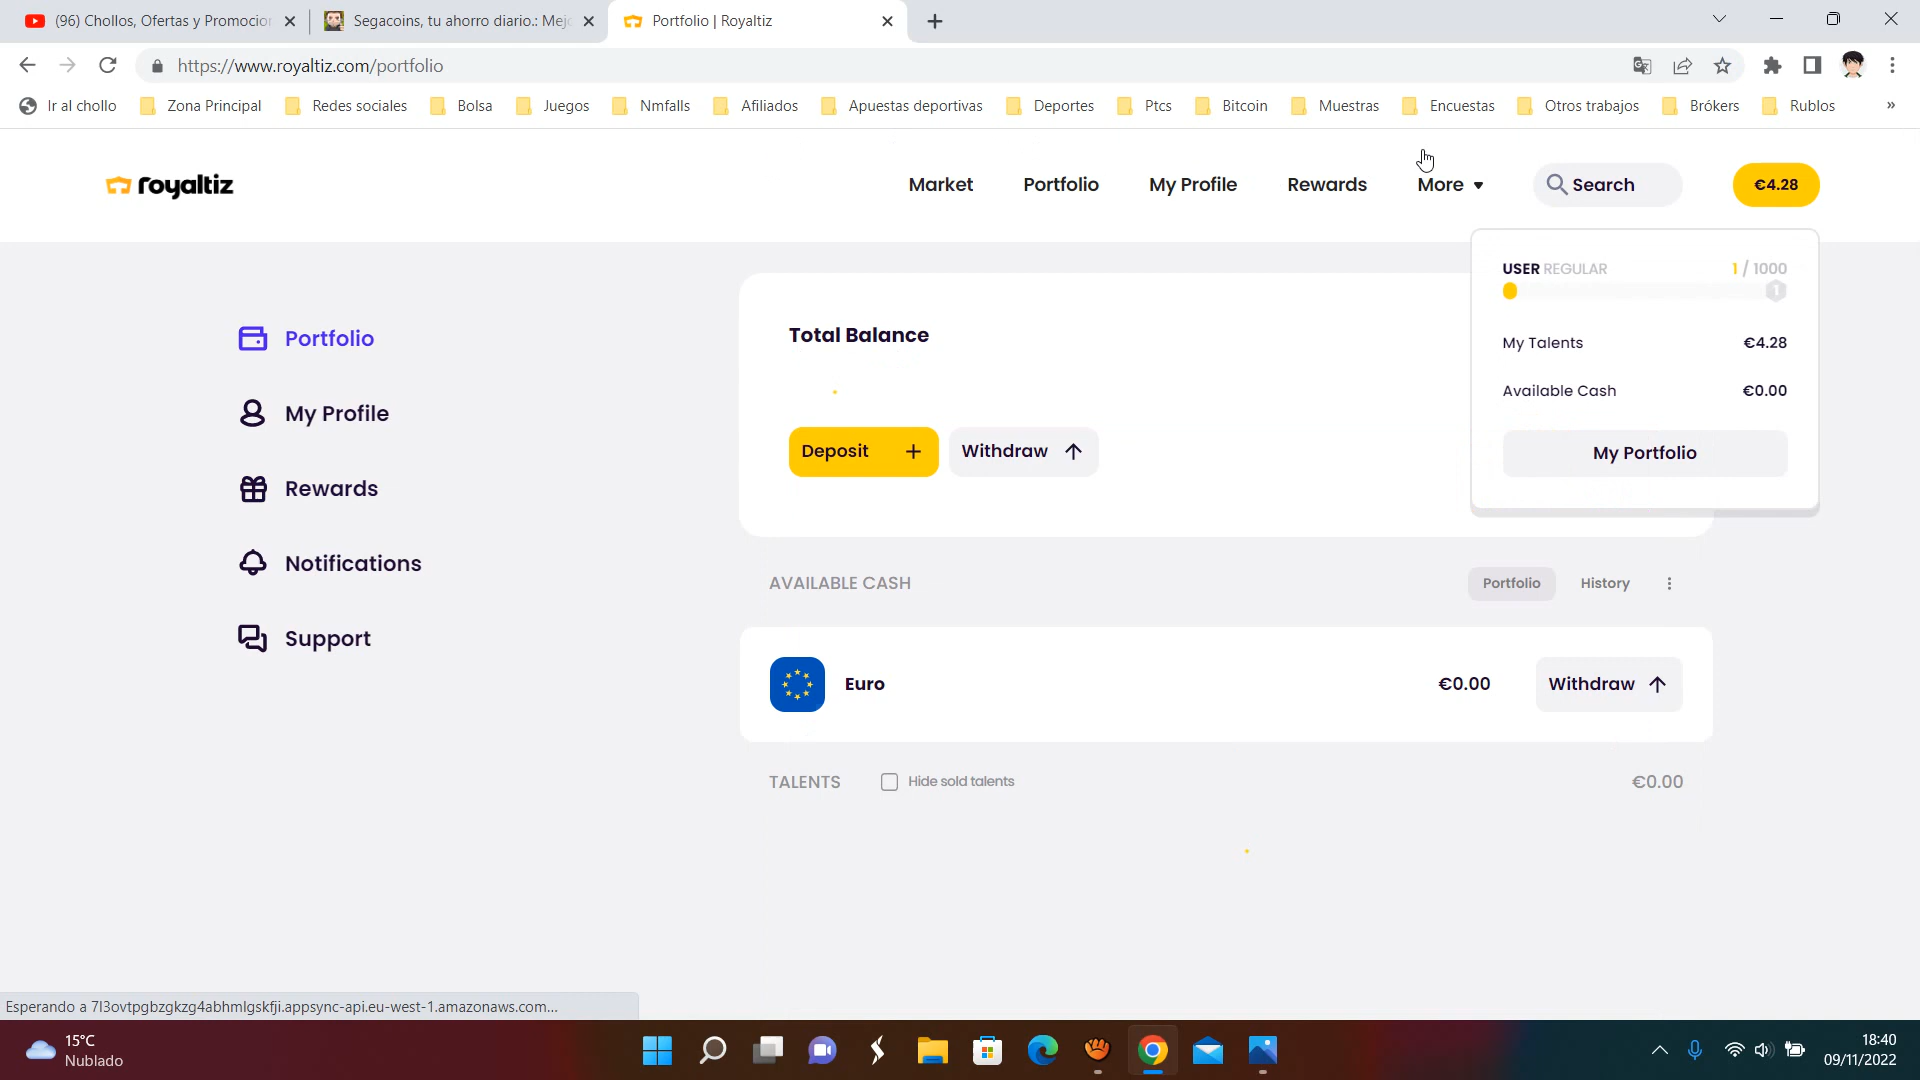 (96) Chollos, Ofertas y Promocion
Segacoins, tu ahorro diario.: Mejo
Portfolio | Royaltiz
https://www.royaltiz.com/portfolio
Ir al chollo
Zona Principal
Redes sociales
Bolsa
Juegos
Nmfalls
Afiliados
Apuestas deportivas
Deportes
Ptcs
Bitcoin
Muestras
Encuestas
Otros trabajos
Brókers
Rublos
»
royaltiz
Market
Portfolio
My Profile
Rewards
More
Search
€4.28
USER REGULAR
1 / 1000
1
My Talents
€4.28
Available Cash
€0.00
My Portfolio
Portfolio
My Profile
Rewards
Notifications
Support
Total Balance
Deposit +
Withdraw
AVAILABLE CASH
Portfolio
History
Euro
€0.00
Withdraw
TALENTS
Hide sold talents
€0.00
Esperando a 7l3ovtpgbzgkzg4abhmlgskfji.appsync-api.eu-west-1.amazonaws.com...
15°C
Nublado
18:40
09/11/2022